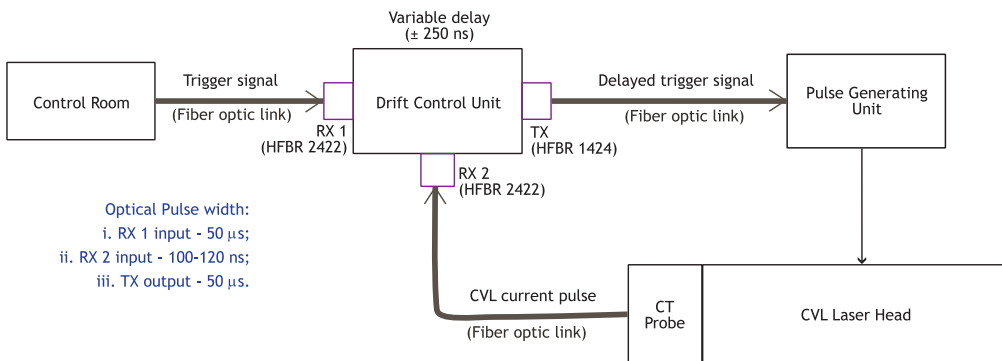 Variable delay
(± 250 ns)
Control Room
Trigger signal
(Fiber optic link)
RX 1
(HFBR 2422)
Drift Control Unit
TX
(HFBR 1424)
Delayed trigger signal
(Fiber optic link)
Pulse Generating
Unit
RX 2
(HFBR 2422)
Optical Pulse width:
i. RX 1 input - 50 μs;
ii. RX 2 input - 100-120 ns;
iii. TX output - 50 μs.
CVL current pulse
(Fiber optic link)
CT
Probe
CVL Laser Head